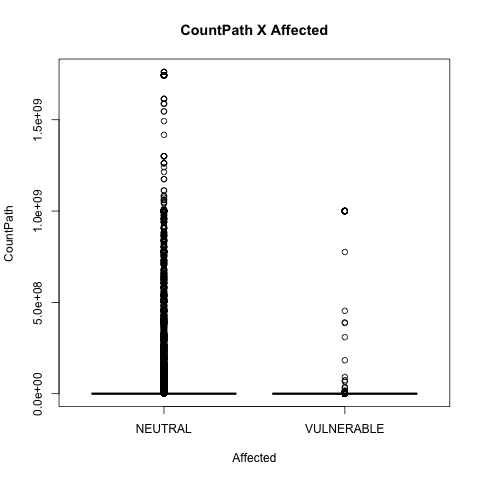 CountPath X Affected
CountPath
1.5e+09
1.0e+09
5.0e+08
0.0e+00
NEUTRAL
VULNERABLE
Affected